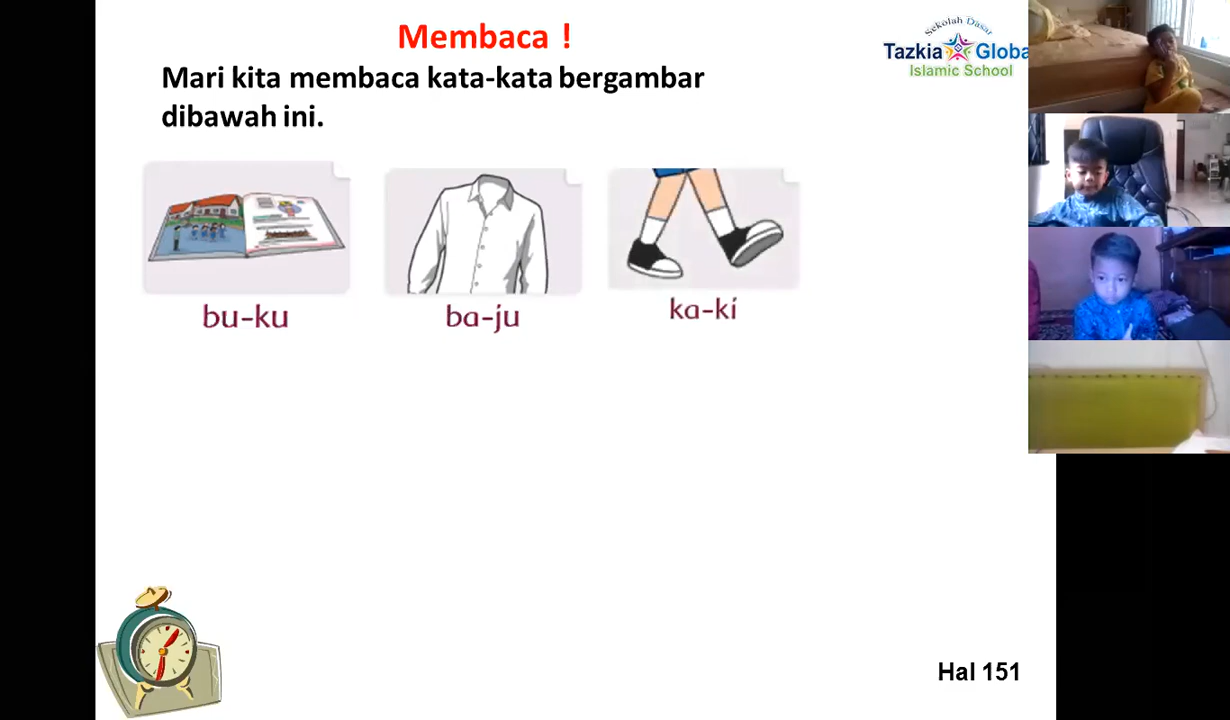 Membaca !
Mari kita membaca kata-kata bergambar
dibawah ini.
Sekolah Dasar
Tazkia Globa
Islamic School
bu-ku
ba-ju
ka-ki
Hal 151